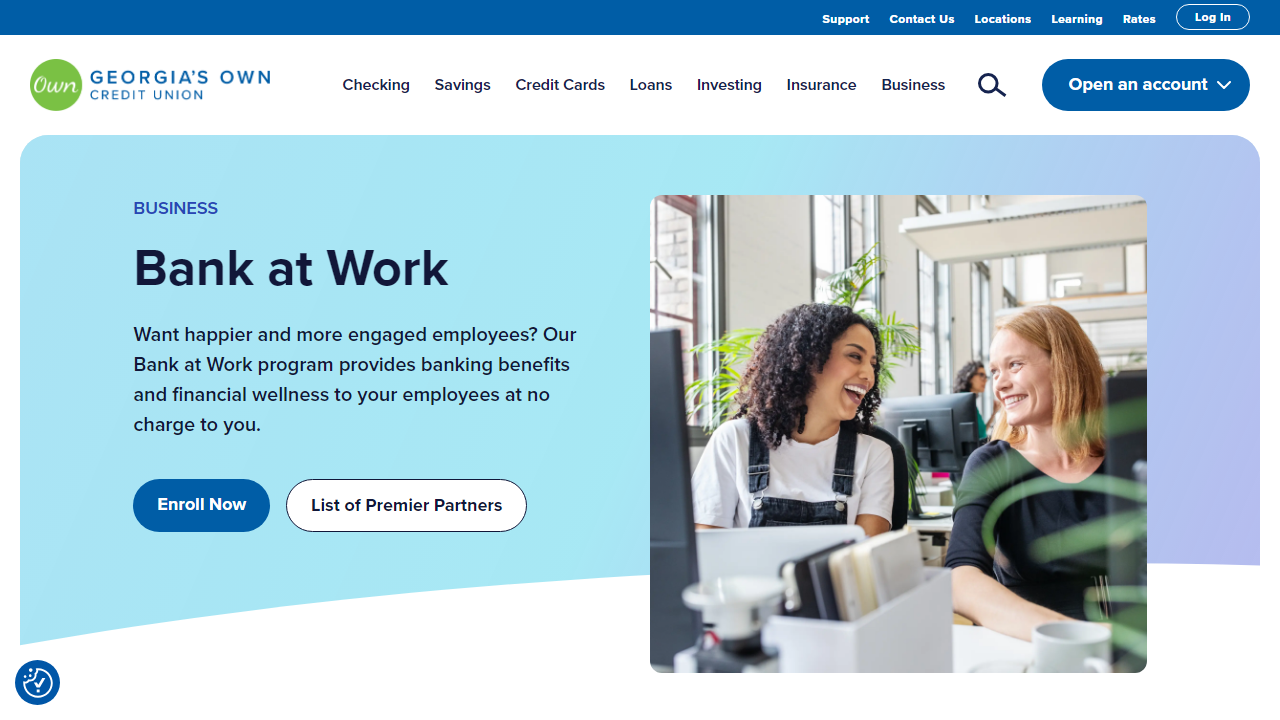 Support Contact Us Locations Learning Rates Log In
Own GEORGIA'S OWN
CREDIT UNION
Checking Savings Credit Cards Loans Investing Insurance Business Open an account
BUSINESS
Bank at Work
Want happier and more engaged employees? Our
Bank at Work program provides banking benefits
and financial wellness to your employees at no
charge to you.
Enroll Now List of Premier Partners